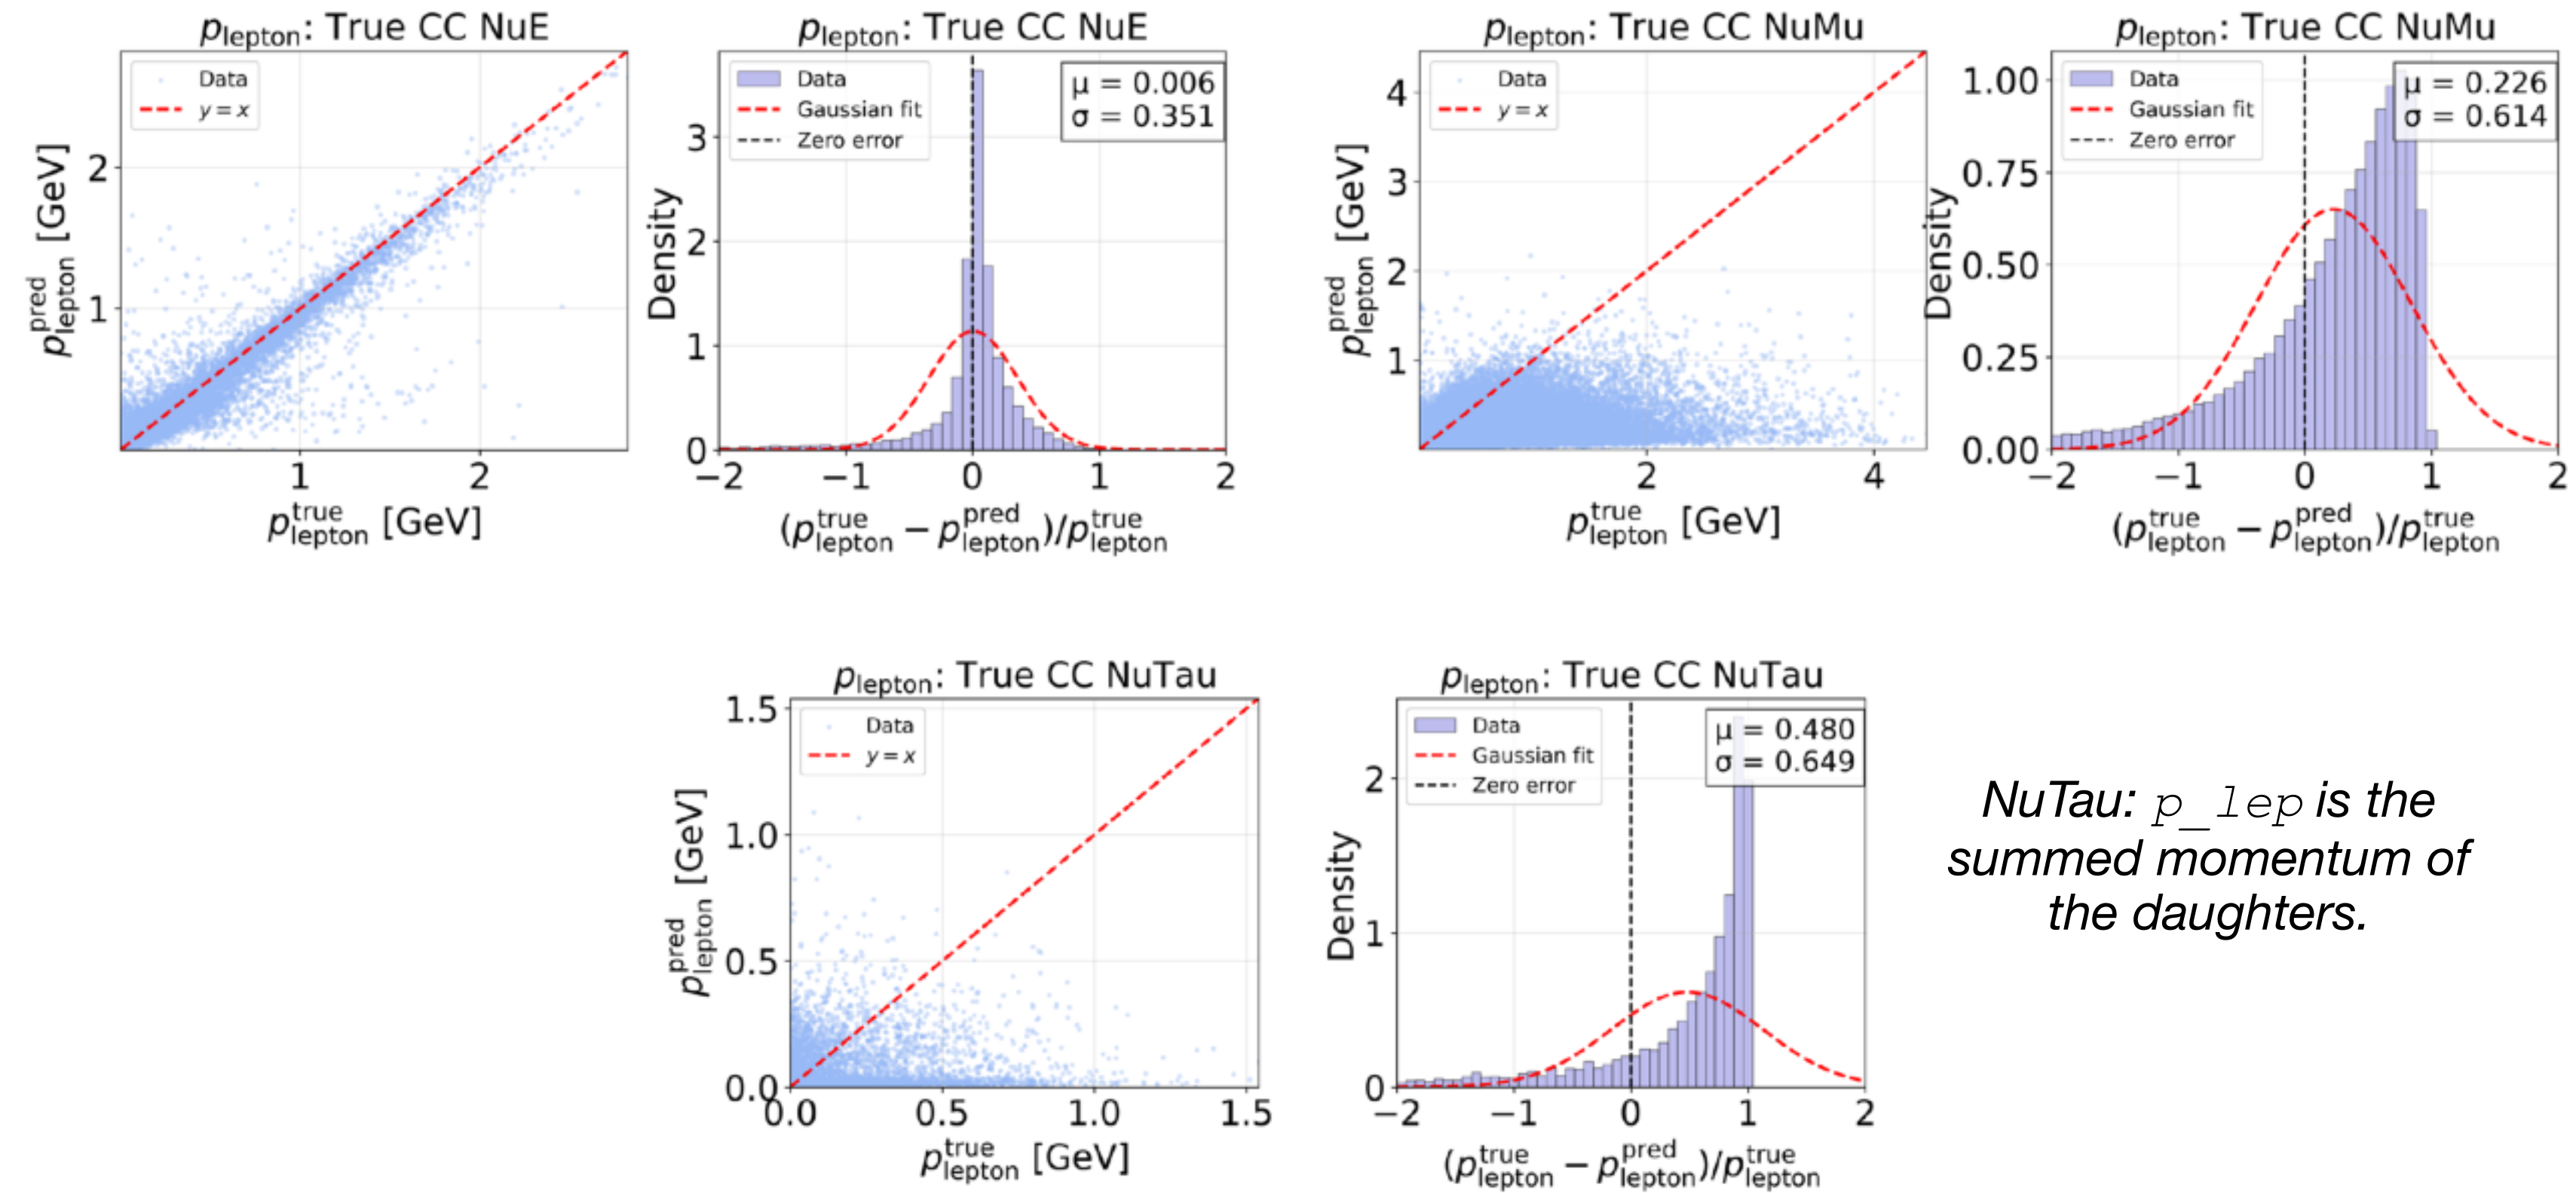 p_lepton: True CC NuE
Data
y = x
2
1
p_lepton^pred [GeV]
1 2
p_lepton^true [GeV]
p_lepton: True CC NuE
Data
Gaussian fit
Zero error
μ = 0.006
σ = 0.351
3
2
1
0
Density
−2 −1 0 1 2
(p_lepton^true − p_lepton^pred)/p_lepton^true
p_lepton: True CC NuMu
Data
y = x
4
3
2
1
p_lepton^pred [GeV]
2 4
p_lepton^true [GeV]
p_lepton: True CC NuMu
Data
Gaussian fit
Zero error
μ = 0.226
σ = 0.614
1.00
0.75
0.50
0.25
0.00
Density
−2 −1 0 1 2
(p_lepton^true − p_lepton^pred)/p_lepton^true
p_lepton: True CC NuTau
Data
y = x
1.5
1.0
0.5
0.0
p_lepton^pred [GeV]
0.0 0.5 1.0 1.5
p_lepton^true [GeV]
p_lepton: True CC NuTau
Data
Gaussian fit
Zero error
μ = 0.480
σ = 0.649
2
1
0
Density
−2 −1 0 1 2
(p_lepton^true − p_lepton^pred)/p_lepton^true
NuTau: p_lep is the
summed momentum of
the daughters.